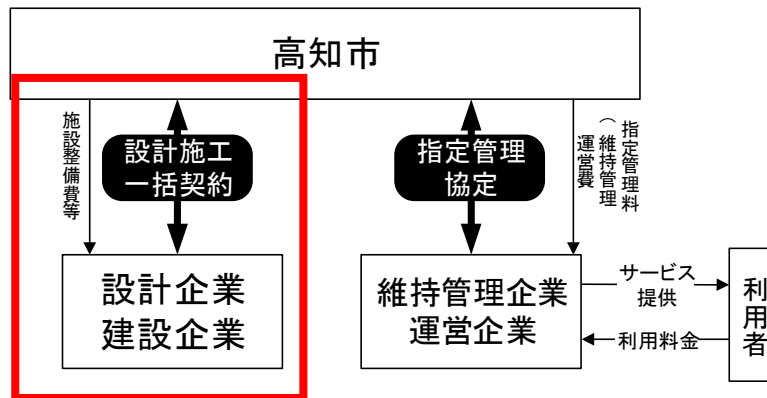 高知市
施設整備費等
設計施工
一括契約
指定管理
協定
指定管理料
（維持管理
運営費
設計企業
建設企業
維持管理企業
運営企業
サービス
提供
利用料金
利用者